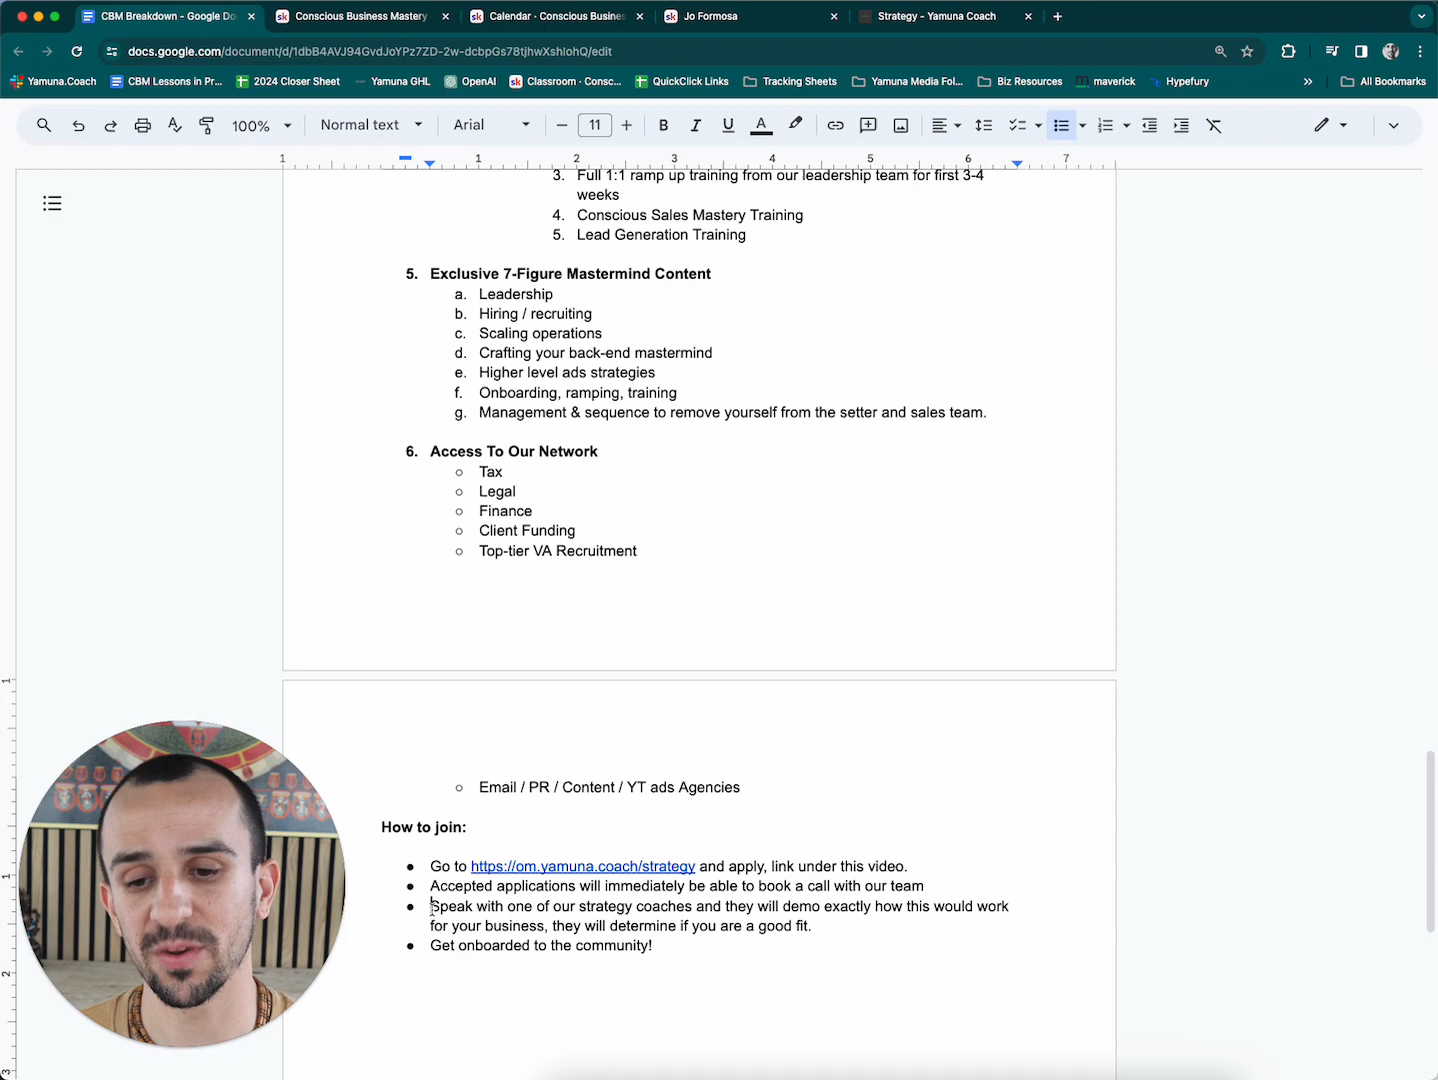 CBM Breakdown - Google Do
Conscious Business Mastery
Calendar · Conscious Busines
Jo Formosa
Strategy - Yamuna Coach
docs.google.com/document/d/1dbB4AVJ94GvdJoYPz7ZD-2w-dcbpGs78tjhwXshIohQ/edit
Yamuna.Coach
CBM Lessons in Pr...
2024 Closer Sheet
Yamuna GHL
OpenAI
Classroom · Consc...
QuickClick Links
Tracking Sheets
Yamuna Media Fol...
Biz Resources
maverick
Hypefury
All Bookmarks
100%
Normal text
Arial
11
1 1 2 3 4 5 6 7
3. Full 1:1 ramp up training from our leadership team for first 3-4
weeks
4. Conscious Sales Mastery Training
5. Lead Generation Training
5. Exclusive 7-Figure Mastermind Content
a. Leadership
b. Hiring / recruiting
c. Scaling operations
d. Crafting your back-end mastermind
e. Higher level ads strategies
f. Onboarding, ramping, training
g. Management & sequence to remove yourself from the setter and sales team.
6. Access To Our Network
○ Tax
○ Legal
○ Finance
○ Client Funding
○ Top-tier VA Recruitment
○ Email / PR / Content / YT ads Agencies
How to join:
● Go to https://om.yamuna.coach/strategy and apply, link under this video.
● Accepted applications will immediately be able to book a call with our team
● Speak with one of our strategy coaches and they will demo exactly how this would work
for your business, they will determine if you are a good fit.
● Get onboarded to the community!